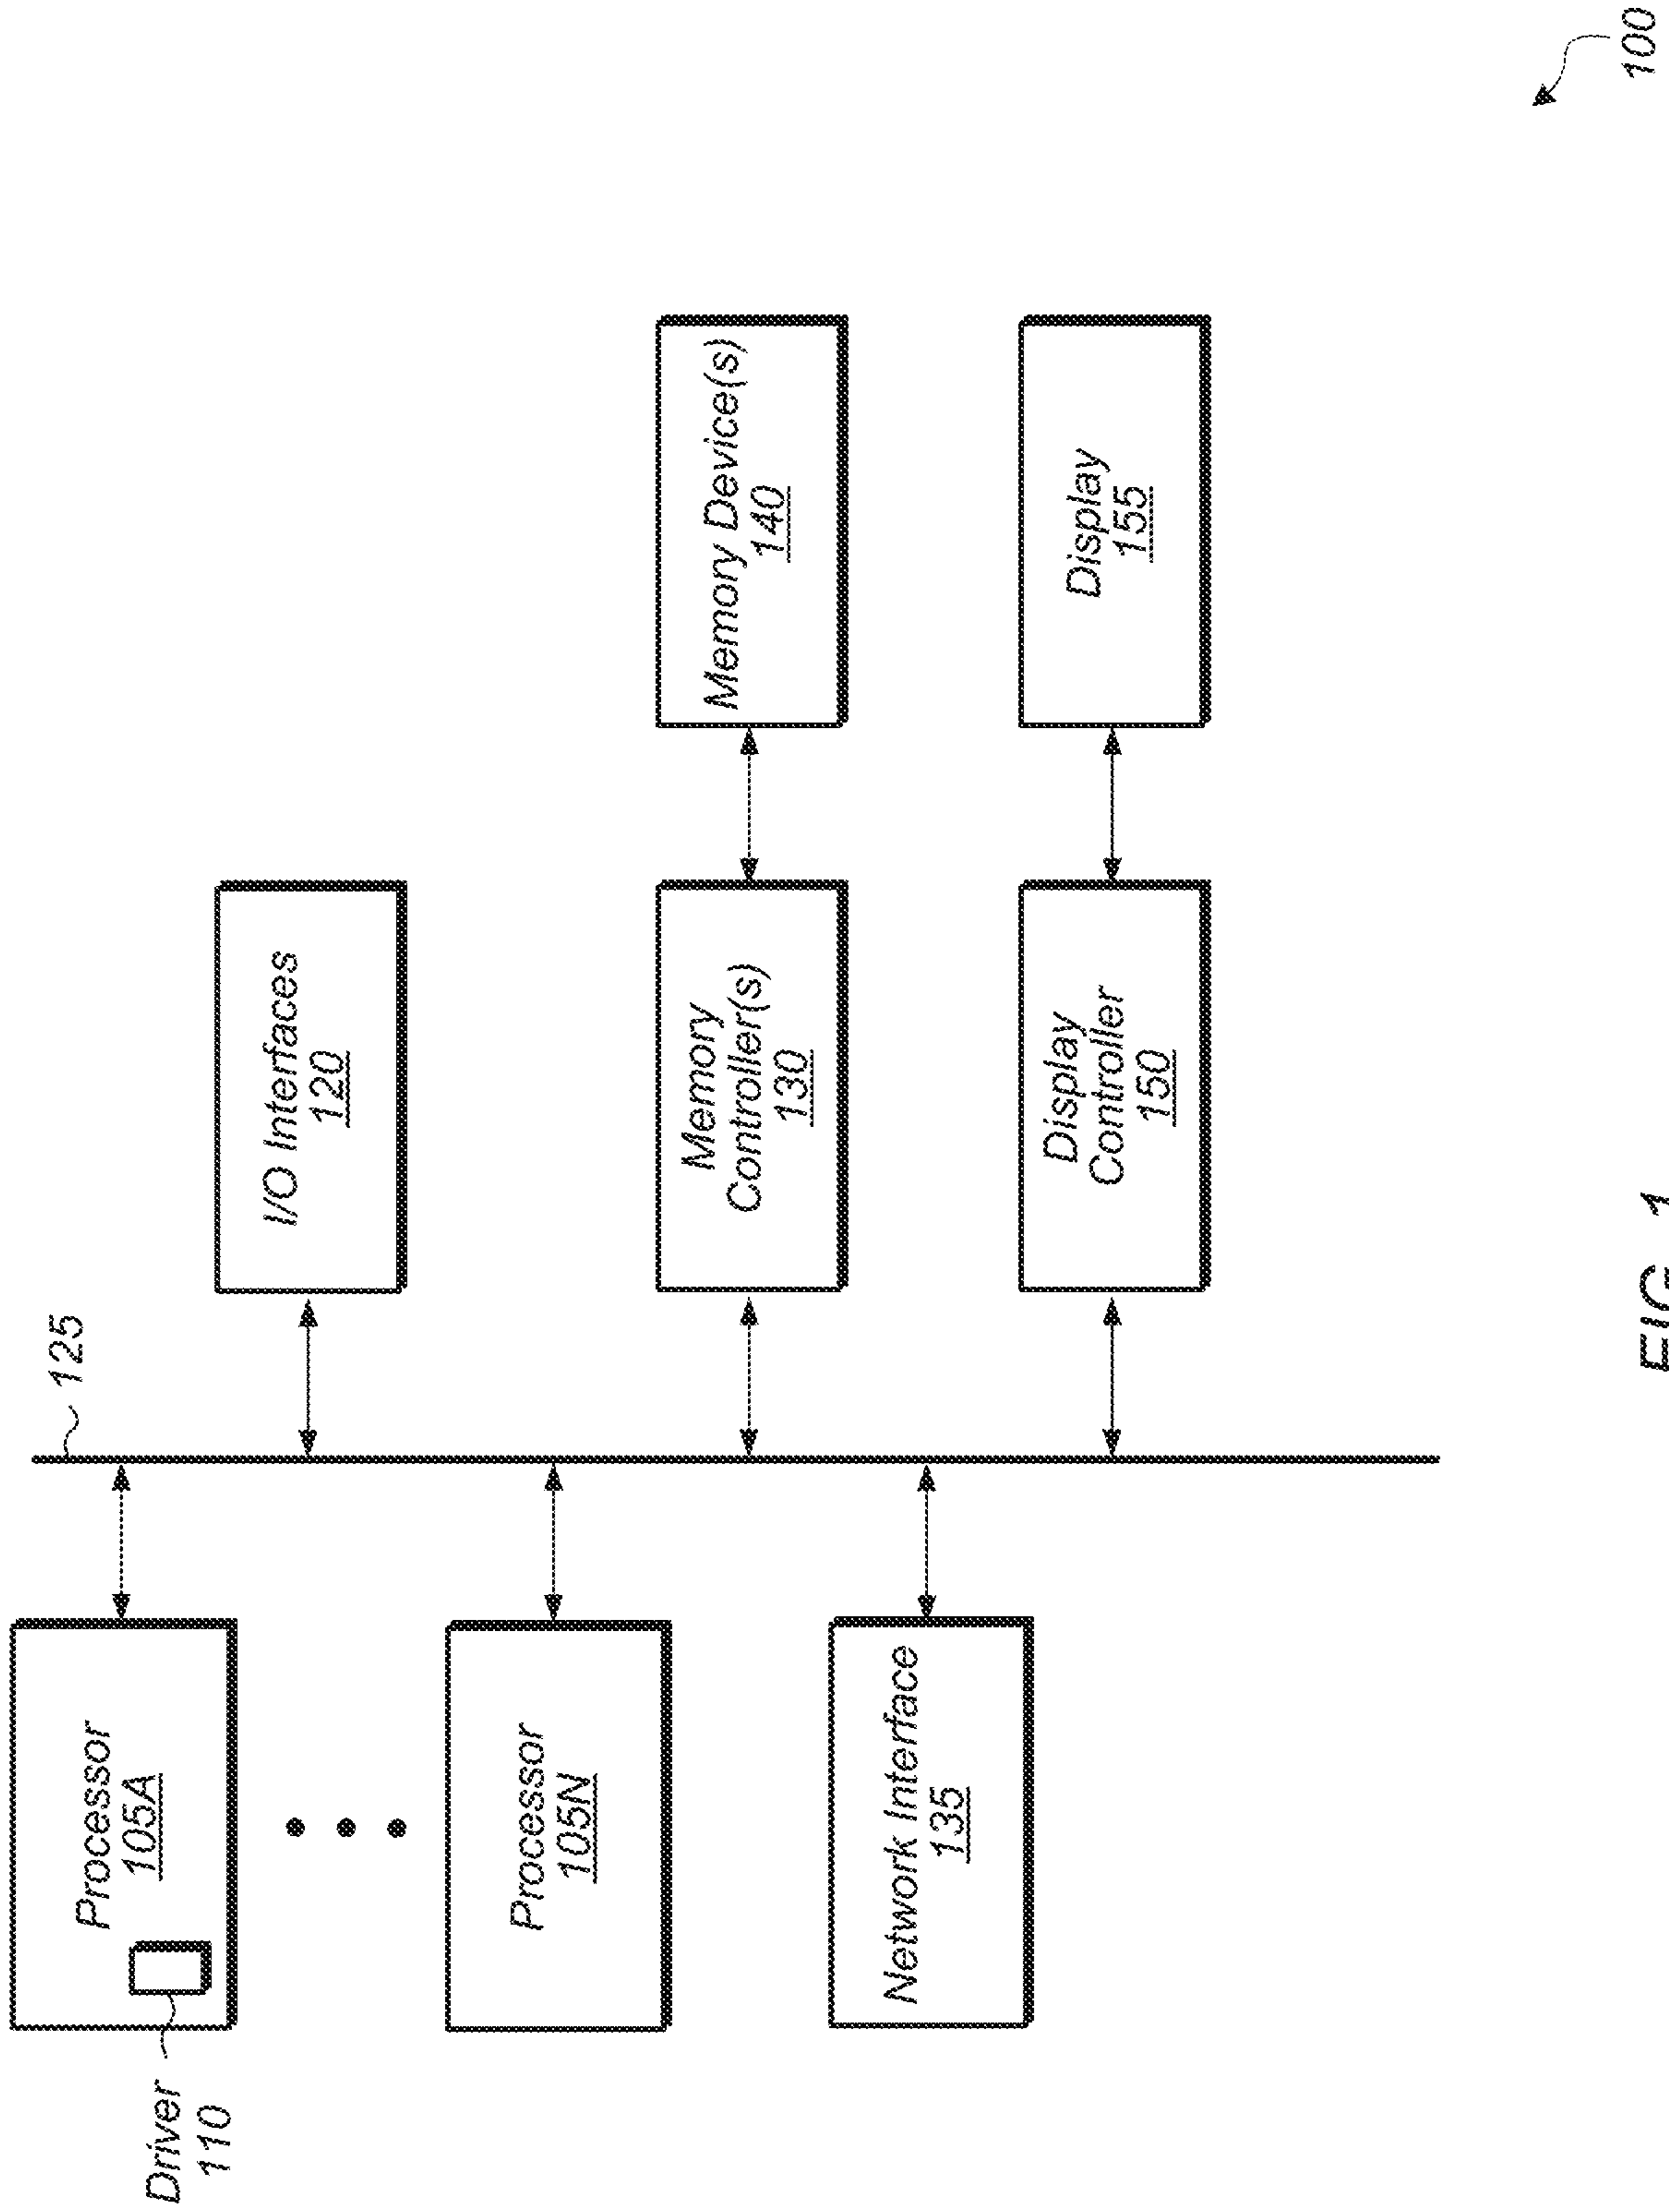 Driver
110
Processor
105A
Processor
105N
Network Interface
135
125
I/O Interfaces
120
Memory
Controller(s)
130
Display
Controller
150
Memory Device(s)
140
Display
155
100
FIG. 1